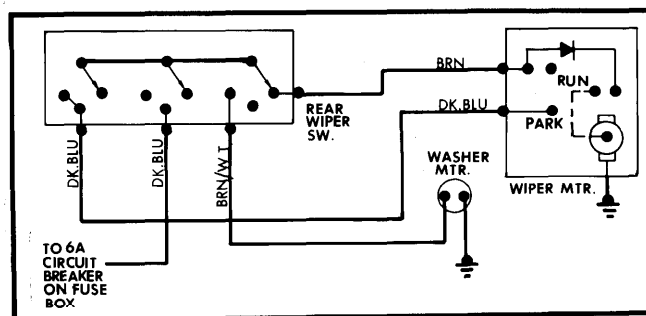 BRN
RUN
REAR
WIPER
SW.
DK.BLU
PARK
DK.BLU
DK.BLU
BRN/WT
WASHER
MTR.
WIPER MTR.
TO 6A
CIRCUIT
BREAKER
ON FUSE
BOX